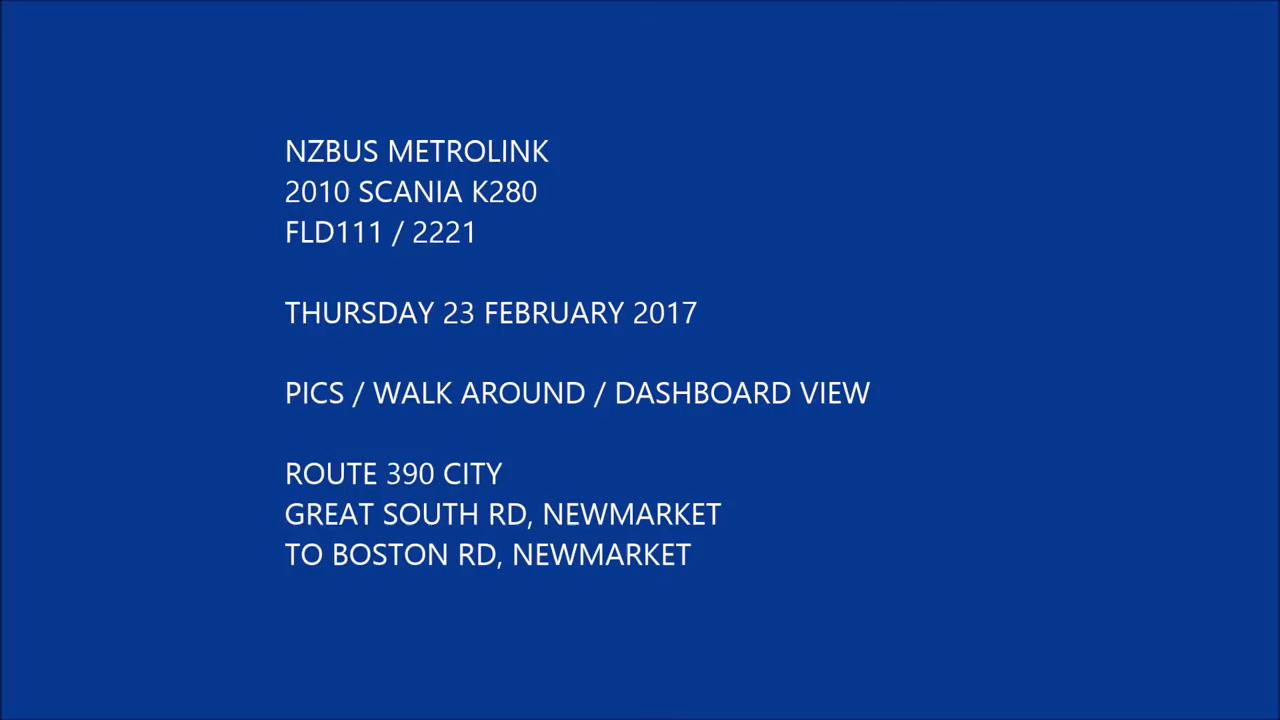 NZBUS METROLINK
2010 SCANIA K280
FLD111 / 2221
THURSDAY 23 FEBRUARY 2017
PICS / WALK AROUND / DASHBOARD VIEW
ROUTE 390 CITY
GREAT SOUTH RD, NEWMARKET
TO BOSTON RD, NEWMARKET